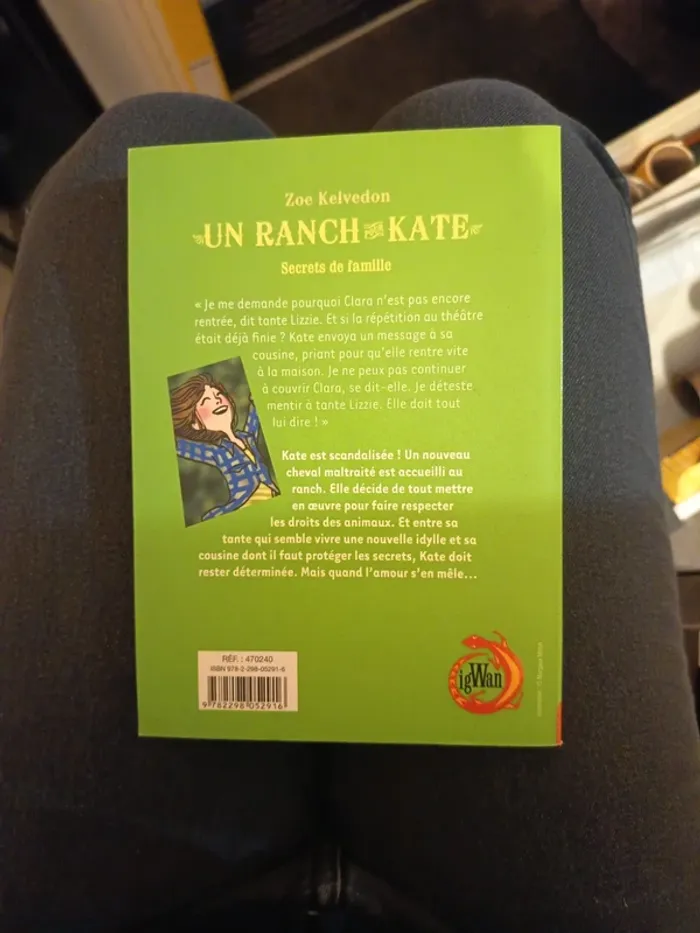 Zoe Kelvedon
UN RANCH POUR KATE
Secrets de famille
« Je me demande pourquoi Clara n'est pas encore
rentrée, dit tante Lizzie. Et si la répétition au théâtre
était déjà finie ? Kate envoya un message à sa
cousine, priant pour qu'elle rentre vite
à la maison. Je ne peux pas continuer
à couvrir Clara, se dit-elle. Je déteste
mentir à tante Lizzie. Elle doit tout
lui dire ! »
Kate est scandalisée ! Un nouveau
cheval maltraité est accueilli au
ranch. Elle décide de tout mettre
en œuvre pour faire respecter
les droits des animaux. Et entre sa
tante qui semble vivre une nouvelle idylle et sa
cousine dont il faut protéger les secrets, Kate doit
rester déterminée. Mais quand l'amour s'en mêle...
RÉF. : 470240
ISBN 978-2-298-05291-6
9 782298 052916
igWan